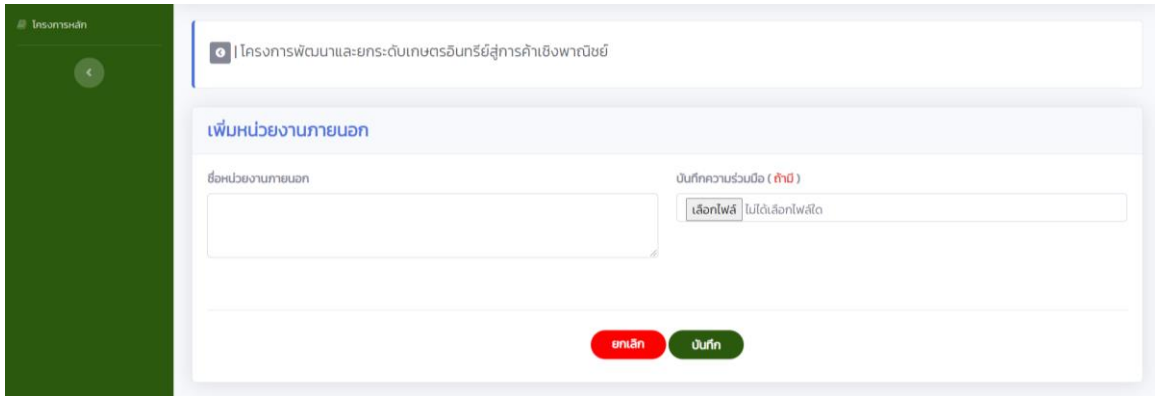 โครงการหลัก
| โครงการพัฒนาและยกระดับเกษตรอินทรีย์สู่การค้าเชิงพาณิชย์
เพิ่มหน่วยงานภายนอก
ชื่อหน่วยงานภายนอก
บันทึกความร่วมมือ ( ถ้ามี )
เลือกไฟล์ ไม่ได้เลือกไฟล์ใด
ยกเลิก บันทึก